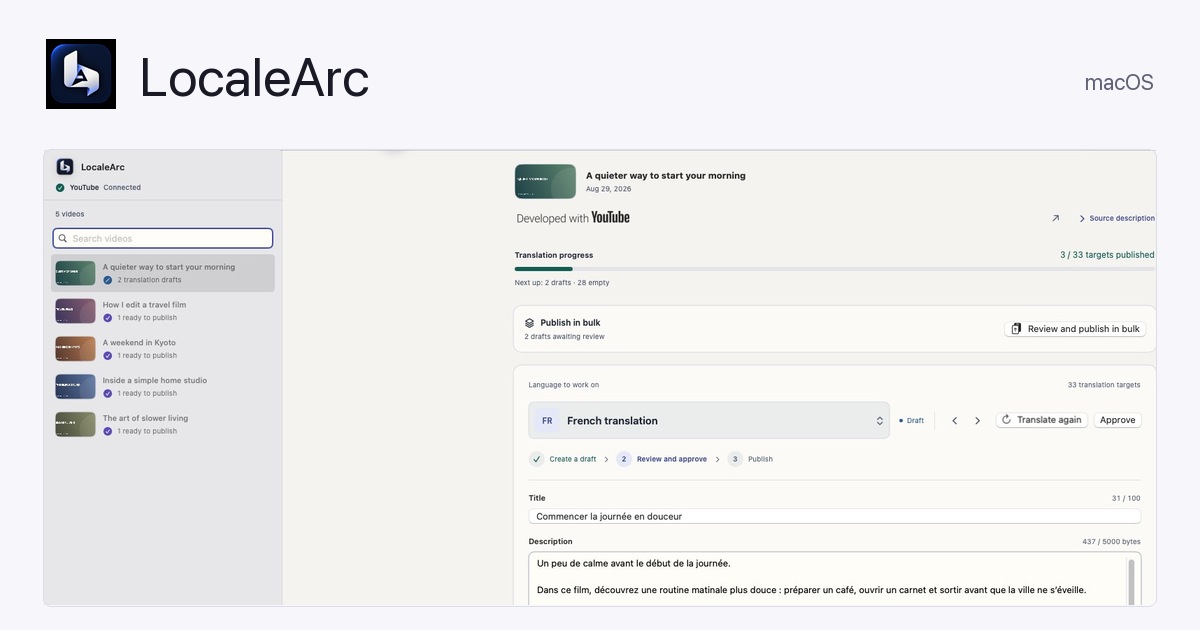 LocaleArc
macOS
LocaleArc
YouTube Connected
5 videos
Search videos
A quieter way to start your morning
2 translation drafts
How I edit a travel film
1 ready to publish
A weekend in Kyoto
1 ready to publish
Inside a simple home studio
1 ready to publish
The art of slower living
1 ready to publish
A quieter way to start your morning
Aug 29, 2026
Developed with YouTube
Source description
Translation progress
3 / 33 targets published
Next up: 2 drafts · 28 empty
Publish in bulk
2 drafts awaiting review
Review and publish in bulk
Language to work on
33 translation targets
FR French translation
Draft
Translate again
Approve
Create a draft
2 Review and approve
3 Publish
Title
31 / 100
Commencer la journée en douceur
Description
437 / 5000 bytes
Un peu de calme avant le début de la journée.
Dans ce film, découvrez une routine matinale plus douce : préparer un café, ouvrir un carnet et sortir avant que la ville ne s'éveille.